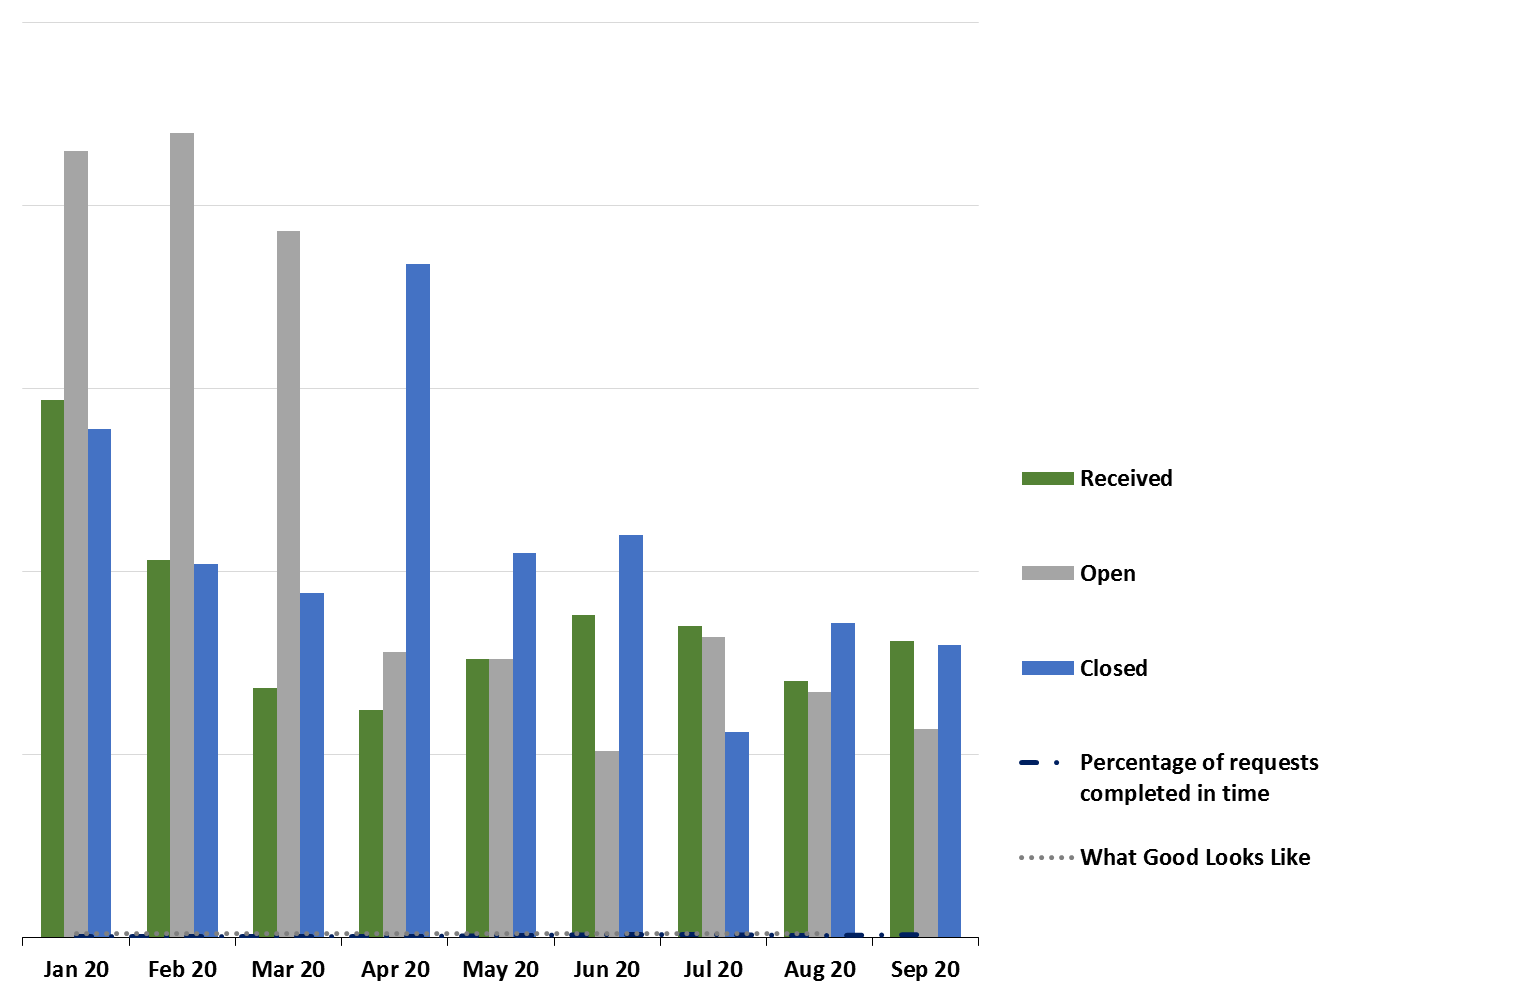 Received
Open
Closed
Percentage of requests
completed in time
What Good Looks Like
Jan 20
Feb 20
Mar 20
Apr 20
May 20
Jun 20
Jul 20
Aug 20
Sep 20